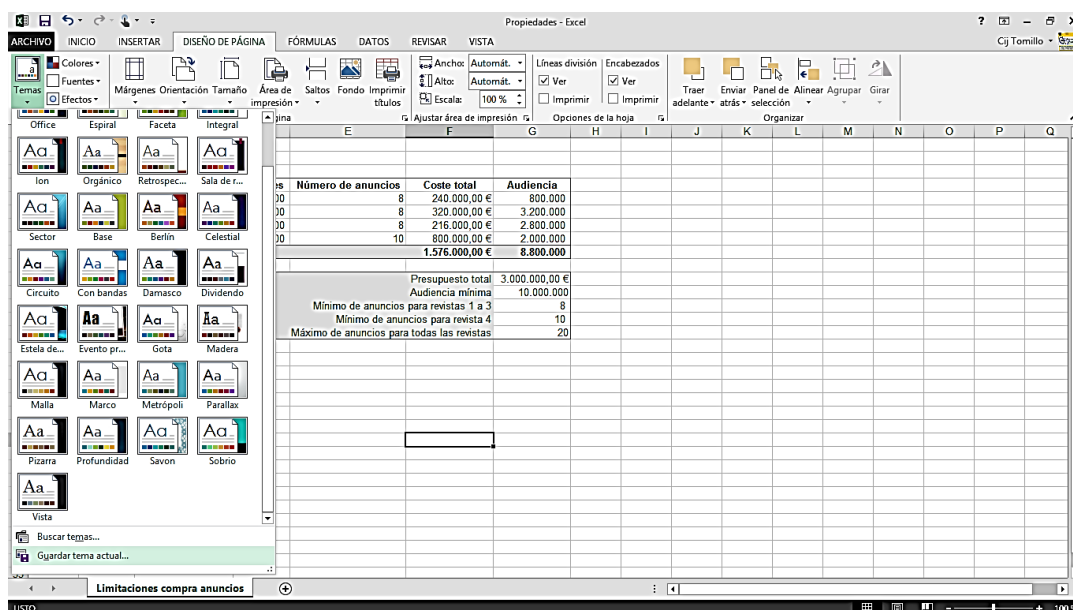 Propiedades - Excel
ARCHIVO INICIO INSERTAR DISEÑO DE PÁGINA FÓRMULAS DATOS REVISAR VISTA Cij Tomillo
Temas
Colores
Fuentes
Efectos
Márgenes Orientación Tamaño Área de impresión Saltos Fondo Imprimir títulos
Ancho: Automát.
Alto: Automát.
Escala: 100 %
Ajustar área de impresión
Líneas división Encabezados
Ver Ver
Imprimir Imprimir
Opciones de la hoja
Traer adelante Enviar atrás Panel de selección Alinear Agrupar Girar
Organizar
Office Espiral Faceta Integral
Ion Orgánico Retrospec... Sala de r...
Sector Base Berlín Celestial
Circuito Con bandas Damasco Dividendo
Estela de... Evento pr... Gota Madera
Malla Marco Metrópoli Parallax
Pizarra Profundidad Savon Sobrio
Vista
Buscar temas...
Guardar tema actual...
E F G H I J K L M N O P Q
Número de anuncios Coste total Audiencia
8 240.000,00 € 800.000
8 320.000,00 € 3.200.000
8 216.000,00 € 2.800.000
10 800.000,00 € 2.000.000
1.576.000,00 € 8.800.000
Presupuesto total 3.000.000,00 €
Audiencia mínima 10.000.000
Mínimo de anuncios para revistas 1 a 3 8
Mínimo de anuncios para revista 4 10
Máximo de anuncios para todas las revistas 20
Limitaciones compra anuncios
LISTO